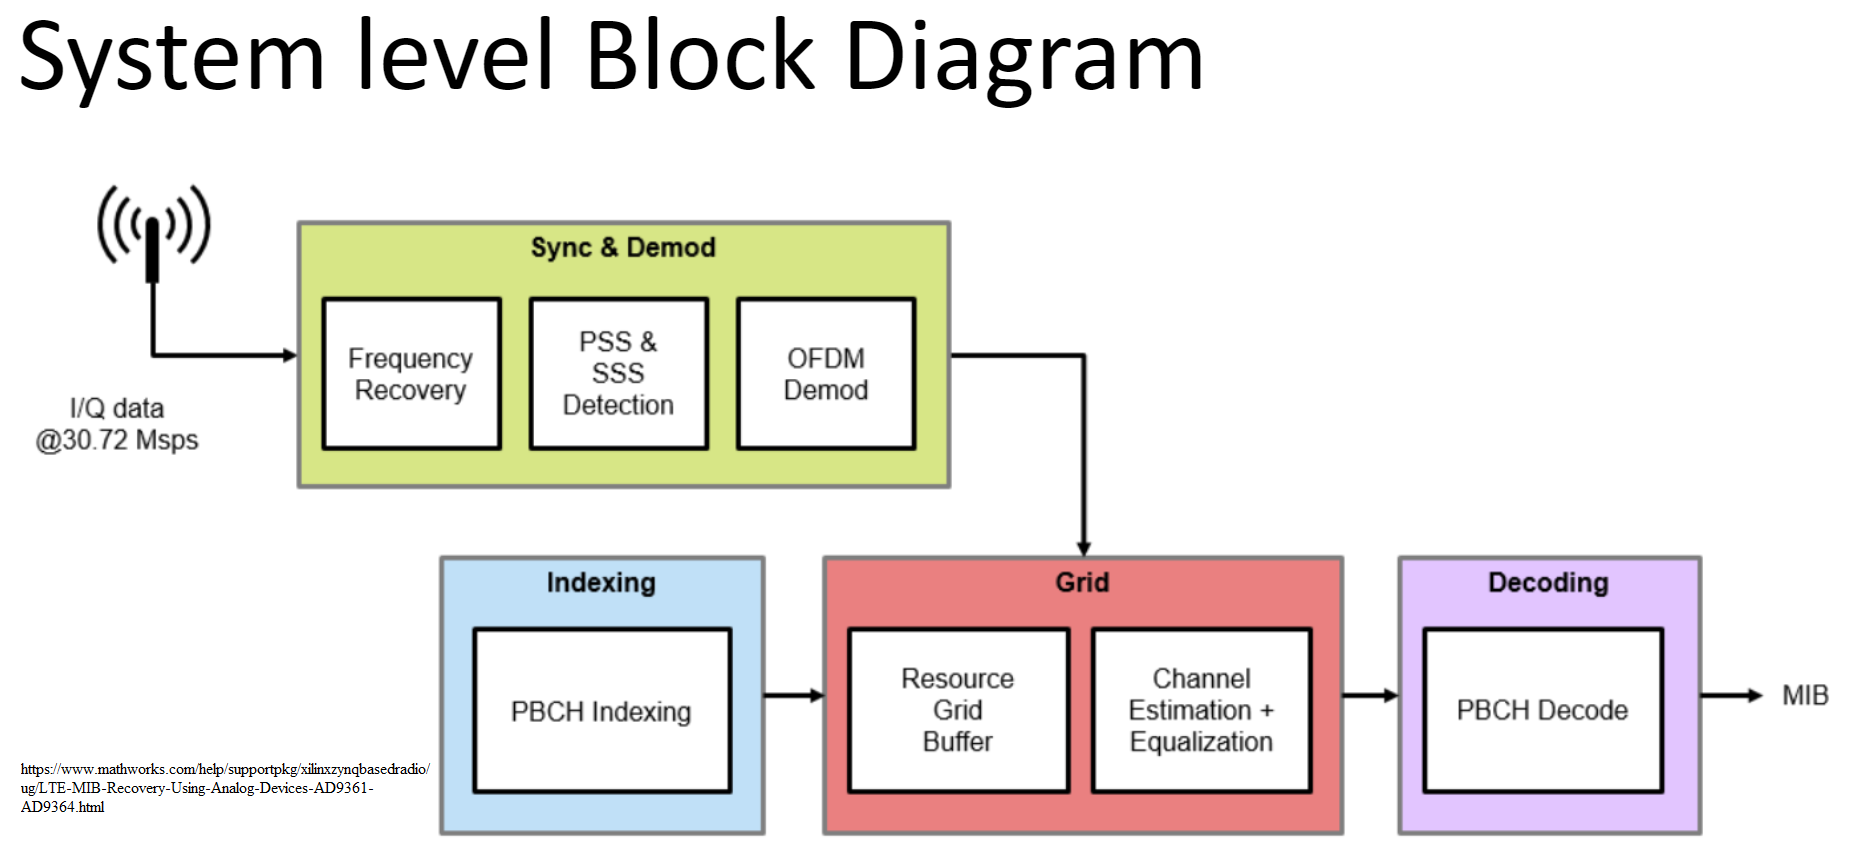 System level Block Diagram
Sync & Demod
Frequency
Recovery
PSS &
SSS
Detection
OFDM
Demod
I/Q data
@30.72 Msps
Indexing
PBCH Indexing
Grid
Resource
Grid
Buffer
Channel
Estimation +
Equalization
Decoding
PBCH Decode
MIB
https://www.mathworks.com/help/supportpkg/xilinxzynqbasedradio/
ug/LTE-MIB-Recovery-Using-Analog-Devices-AD9361-
AD9364.html